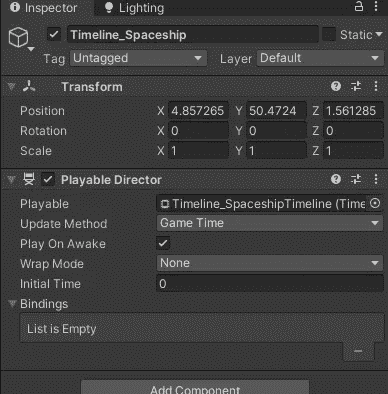 Inspector Lighting
Timeline_Spaceship Static
Tag Untagged Layer Default
Transform
Position X 4.857265 Y 50.4724 Z 1.561285
Rotation X 0 Y 0 Z 0
Scale X 1 Y 1 Z 1
Playable Director
Playable Timeline_SpaceshipTimeline (Time
Update Method Game Time
Play On Awake
Wrap Mode None
Initial Time 0
Bindings
List is Empty
Add Component